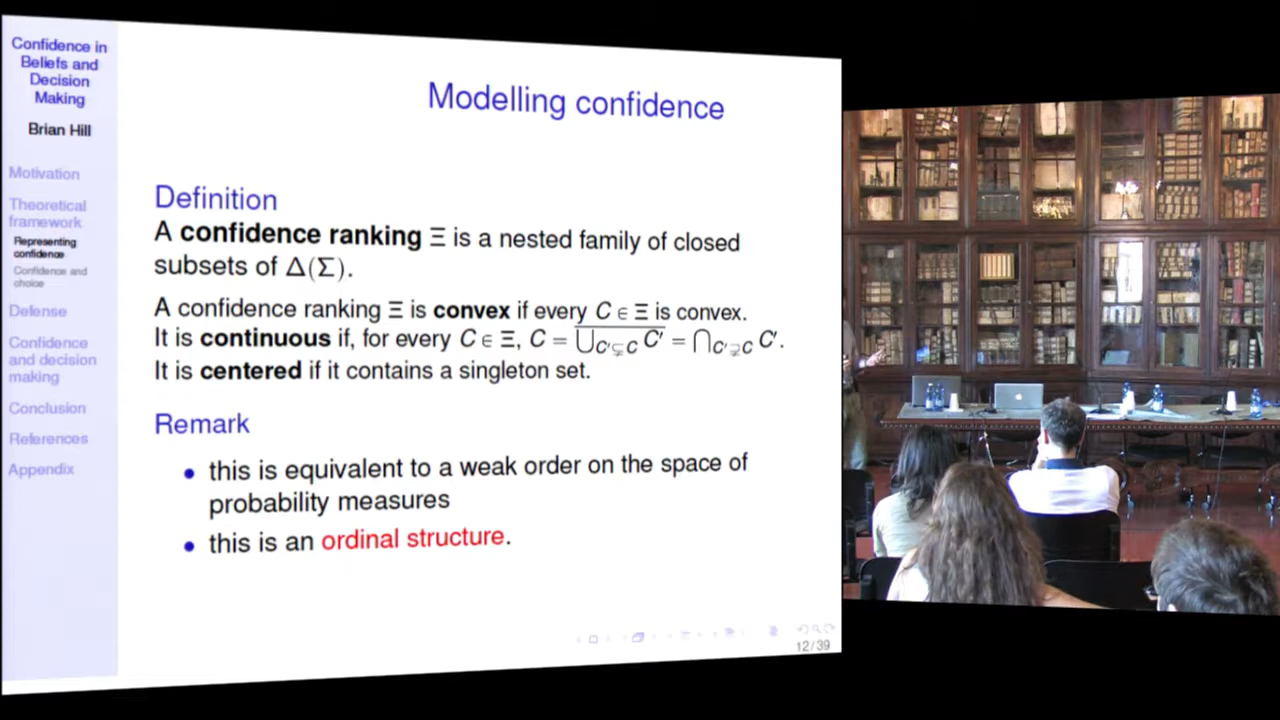 Confidence in
Beliefs and
Decision
Making
Brian Hill
Motivation
Theoretical
framework
Representing
confidence
Confidence and
choice
Defense
Confidence
and decision
making
Conclusion
References
Appendix
Modelling confidence
Definition
A confidence ranking Ξ is a nested family of closed
subsets of Δ(Σ).
A confidence ranking Ξ is convex if every C ∈ Ξ is convex.
It is continuous if, for every C ∈ Ξ, C = \overline{⋃_{C'⊊C} C'} = ⋂_{C'⊋C} C'.
It is centered if it contains a singleton set.
Remark
• this is equivalent to a weak order on the space of
probability measures
• this is an ordinal structure.
12/39